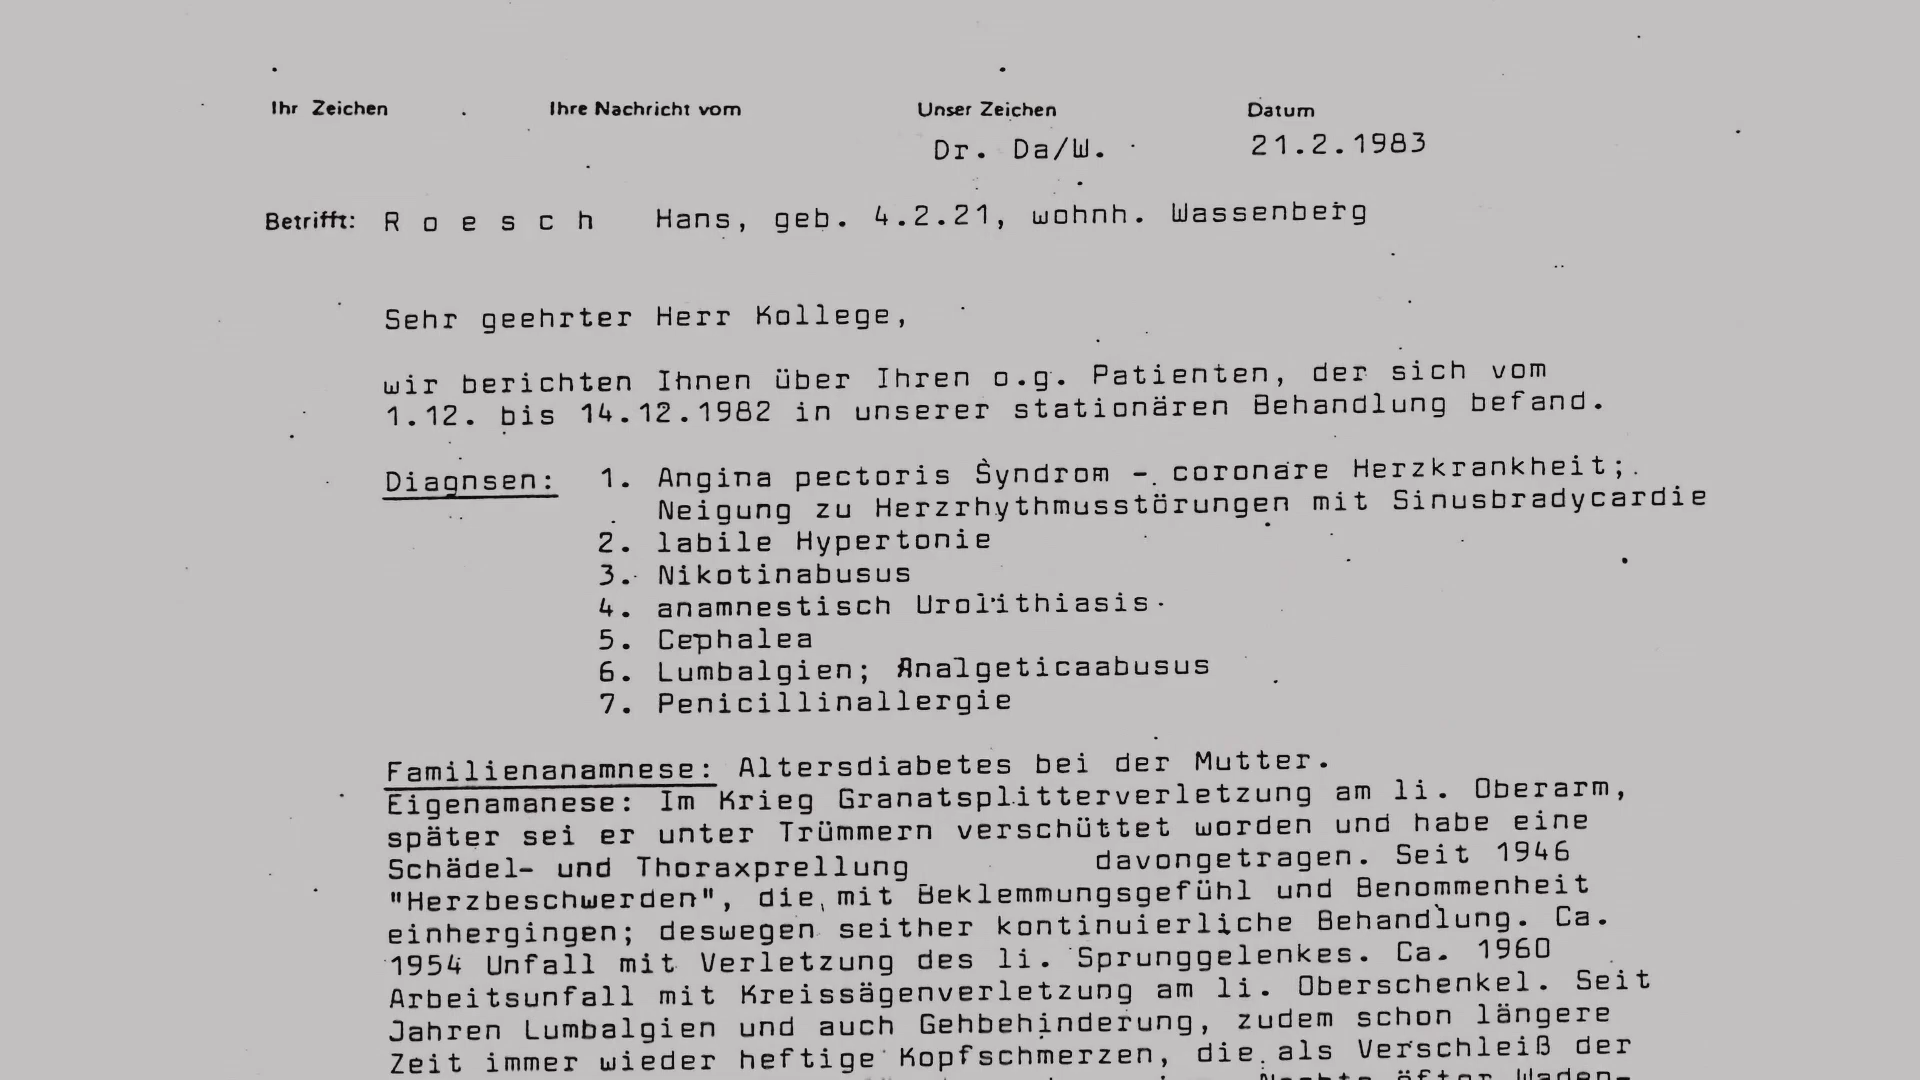 Ihr Zeichen Ihre Nachricht vom Unser Zeichen Datum
Dr. Da/W. 21.2.1983
Betrifft: R o e s c h Hans, geb. 4.2.21, wohnh. Wassenberg
Sehr geehrter Herr Kollege,
wir berichten Ihnen über Ihren o.g. Patienten, der sich vom
1.12. bis 14.12.1982 in unserer stationären Behandlung befand.
Diagnsen: 1. Angina pectoris Syndrom - coronare Herzkrankheit;
Neigung zu Herzrhythmusstörungen mit Sinusbradycardie
2. labile Hypertonie
3. Nikotinabusus
4. anamnestisch Urolithiasis
5. Cephalea
6. Lumbalgien; Analgeticaabusus
7. Penicillinallergie
Familienanamnese: Altersdiabetes bei der Mutter.
Eigenamanese: Im Krieg Granatsplitterverletzung am li. Oberarm,
später sei er unter Trümmern verschüttet worden und habe eine
Schädel- und Thoraxprellung davongetragen. Seit 1946
"Herzbeschwerden", die mit Beklemmungsgefühl und Benommenheit
einhergingen; deswegen seither kontinuierliche Behandlung. Ca.
1954 Unfall mit Verletzung des li. Sprunggelenkes. Ca. 1960
Arbeitsunfall mit Kreissägenverletzung am li. Oberschenkel. Seit
Jahren Lumbalgien und auch Gehbehinderung, zudem schon längere
Zeit immer wieder heftige Kopfschmerzen, die als Verschleiß der